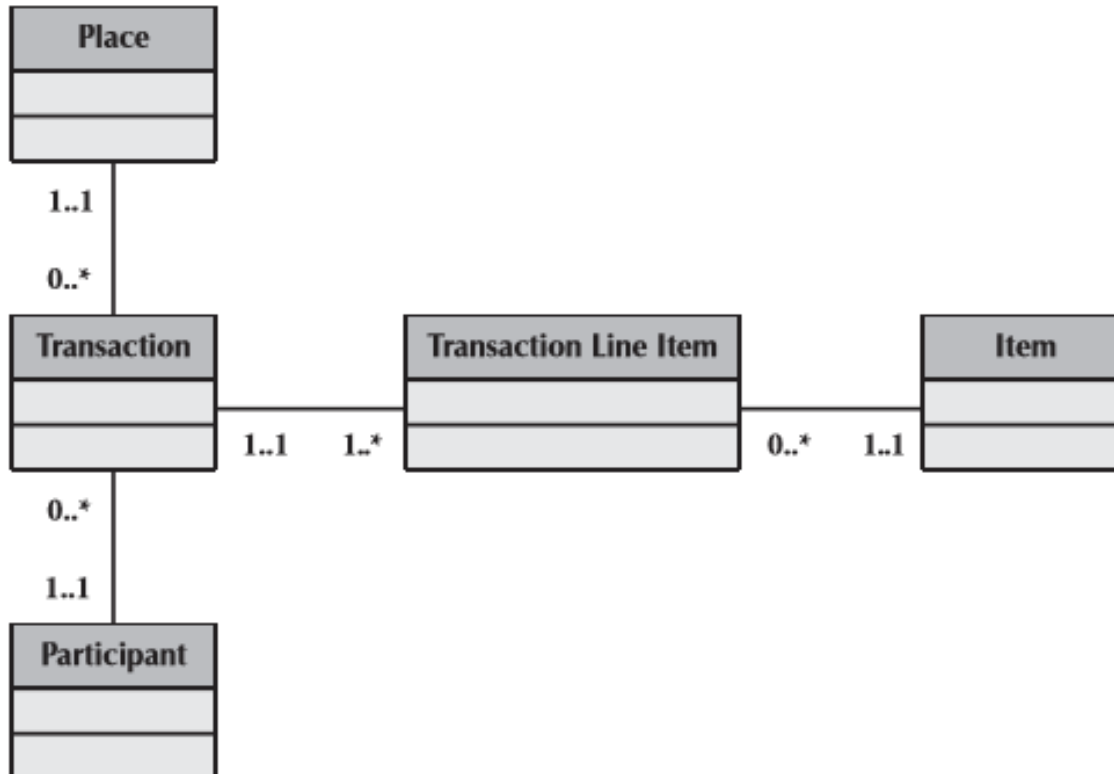 Place
1..1
0..*
Transaction
Transaction Line Item
Item
1..1
1..*
0..*
1..1
0..*
1..1
Participant